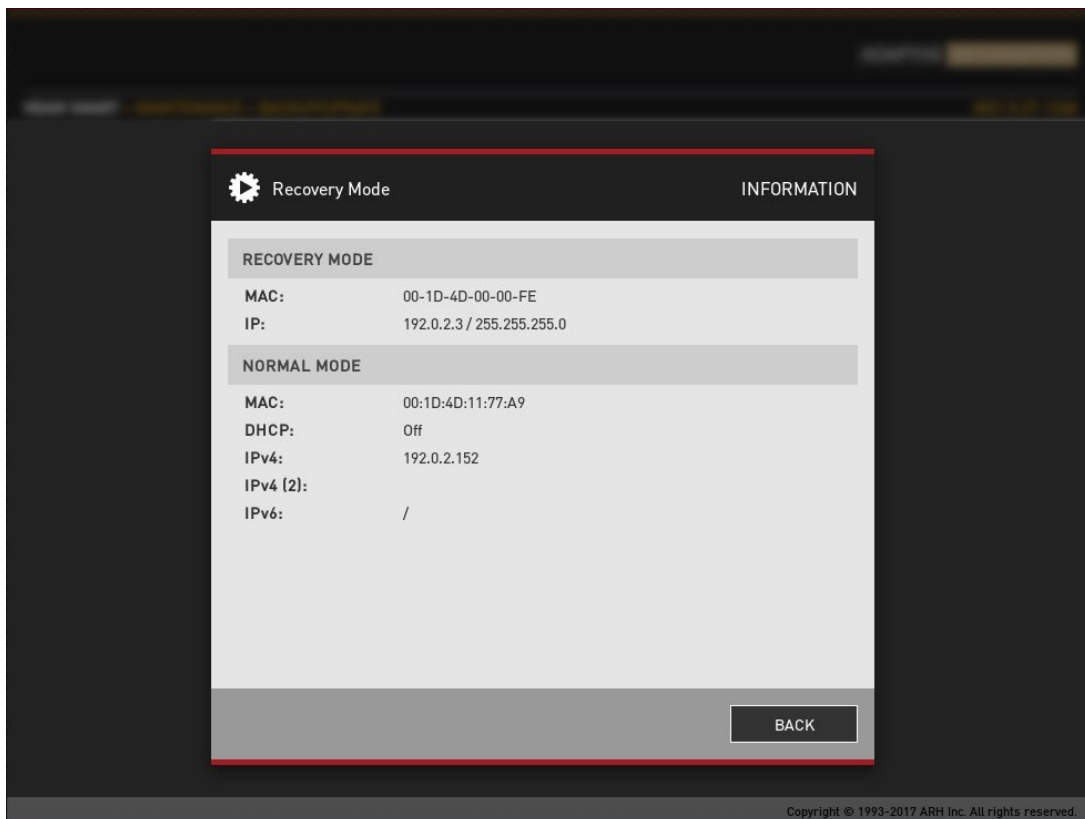 Recovery Mode
INFORMATION
RECOVERY MODE
MAC: 00-1D-4D-00-00-FE
IP: 192.0.2.3 / 255.255.255.0
NORMAL MODE
MAC: 00:1D:4D:11:77:A9
DHCP: Off
IPv4: 192.0.2.152
IPv4 (2):
IPv6: /
BACK
Copyright © 1993-2017 ARH Inc. All rights reserved.